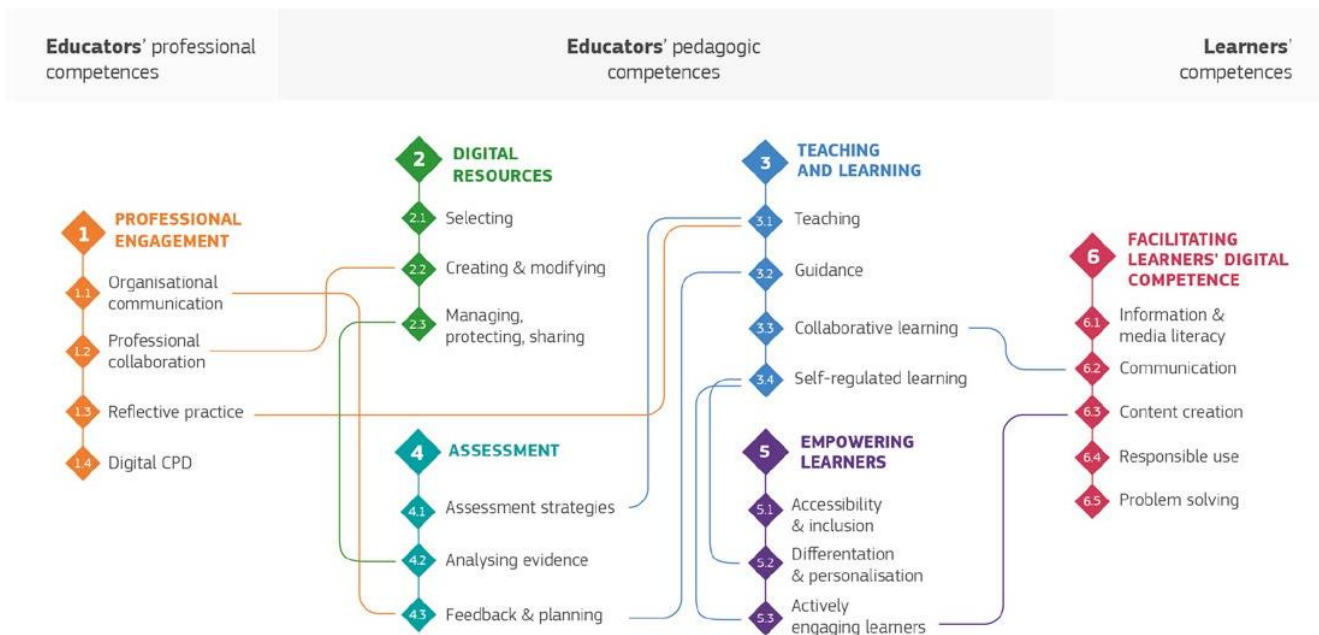 Educators' professional
competences
Educators' pedagogic
competences
Learners'
competences
1
PROFESSIONAL
ENGAGEMENT
1.1
Organisational
communication
1.2
Professional
collaboration
1.3
Reflective practice
1.4
Digital CPD
2
DIGITAL
RESOURCES
2.1
Selecting
2.2
Creating & modifying
2.3
Managing,
protecting, sharing
4
ASSESSMENT
4.1
Assessment strategies
4.2
Analysing evidence
4.3
Feedback & planning
3
TEACHING
AND LEARNING
3.1
Teaching
3.2
Guidance
3.3
Collaborative learning
3.4
Self-regulated learning
5
EMPOWERING
LEARNERS
5.1
Accessibility
& inclusion
5.2
Differentation
& personalisation
5.3
Actively
engaging learners
6
FACILITATING
LEARNERS' DIGITAL
COMPETENCE
6.1
Information &
media literacy
6.2
Communication
6.3
Content creation
6.4
Responsible use
6.5
Problem solving